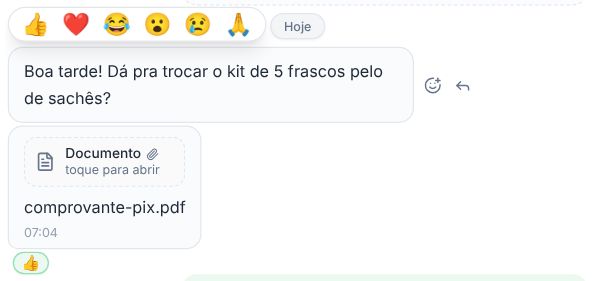 👍 ❤️ 😂 😮 😢 🙏 Hoje
Boa tarde! Dá pra trocar o kit de 5 frascos pelo
de sachês?
Documento 📎
toque para abrir
comprovante-pix.pdf
07:04
👍